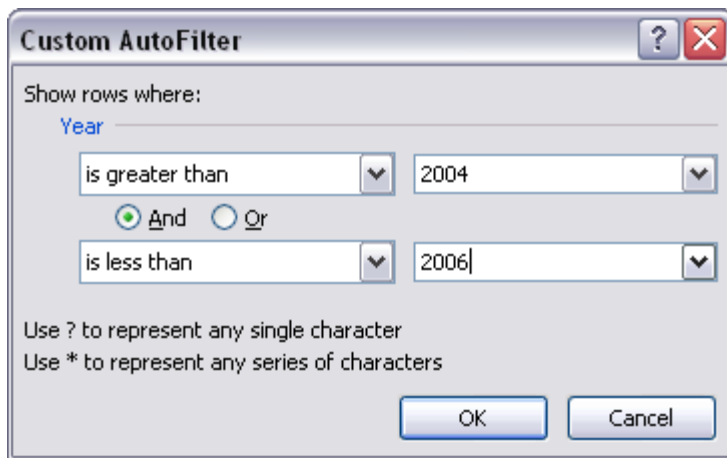 Custom AutoFilter ?
Show rows where:
Year
is greater than 2004
And Or
is less than 2006
Use ? to represent any single character
Use * to represent any series of characters
OK Cancel